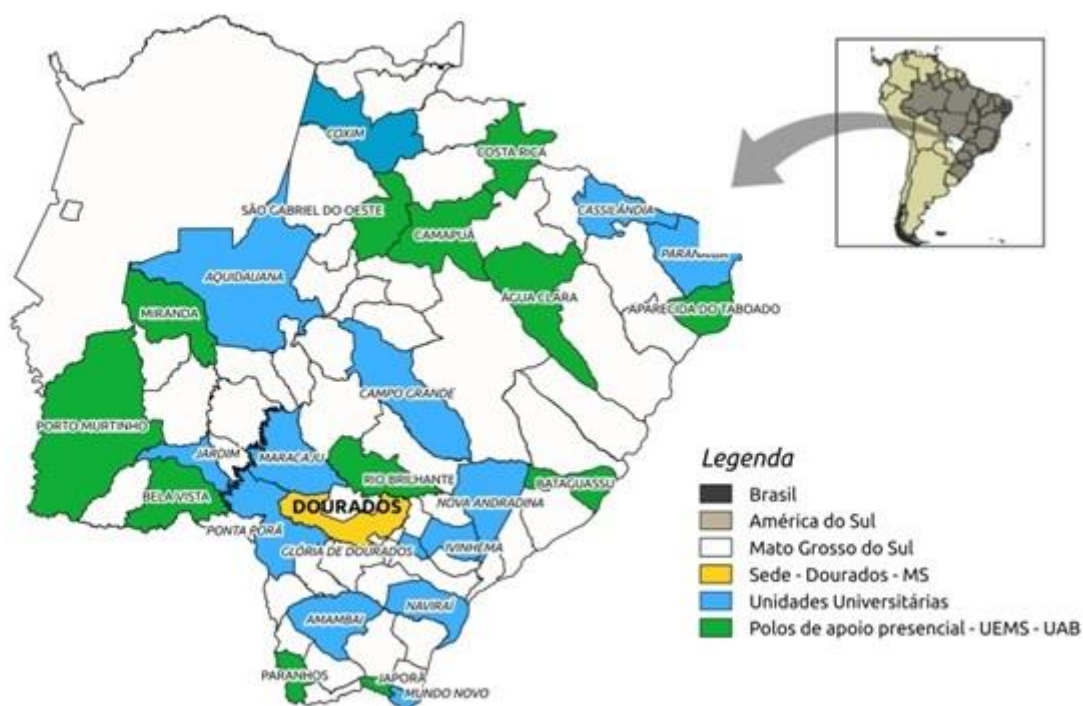 COXIM
COSTA RICA
SÃO GABRIEL DO OESTE
CASSILÂNDIA
CAMAPUÃ
AQUIDAUANA
ÁGUA CLARA
APARECIDA DO TABOADO
MIRANDA
CAMPO GRANDE
PORTO MURTINHO
JARDIM
MARACAJU
RIO BRILHANTE
BATAGUASSU
BELA VISTA
DOURADOS
NOVA ANDRADINA
PONTA PORÃ
GLÓRIA DE DOURADOS
IVINHEMA
AMAMBAI
NAVIRAÍ
PARANHOS
JAPORÃ
MUNDO NOVO
Legenda
Brasil
América do Sul
Mato Grosso do Sul
Sede - Dourados - MS
Unidades Universitárias
Polos de apoio presencial - UEMS - UAB